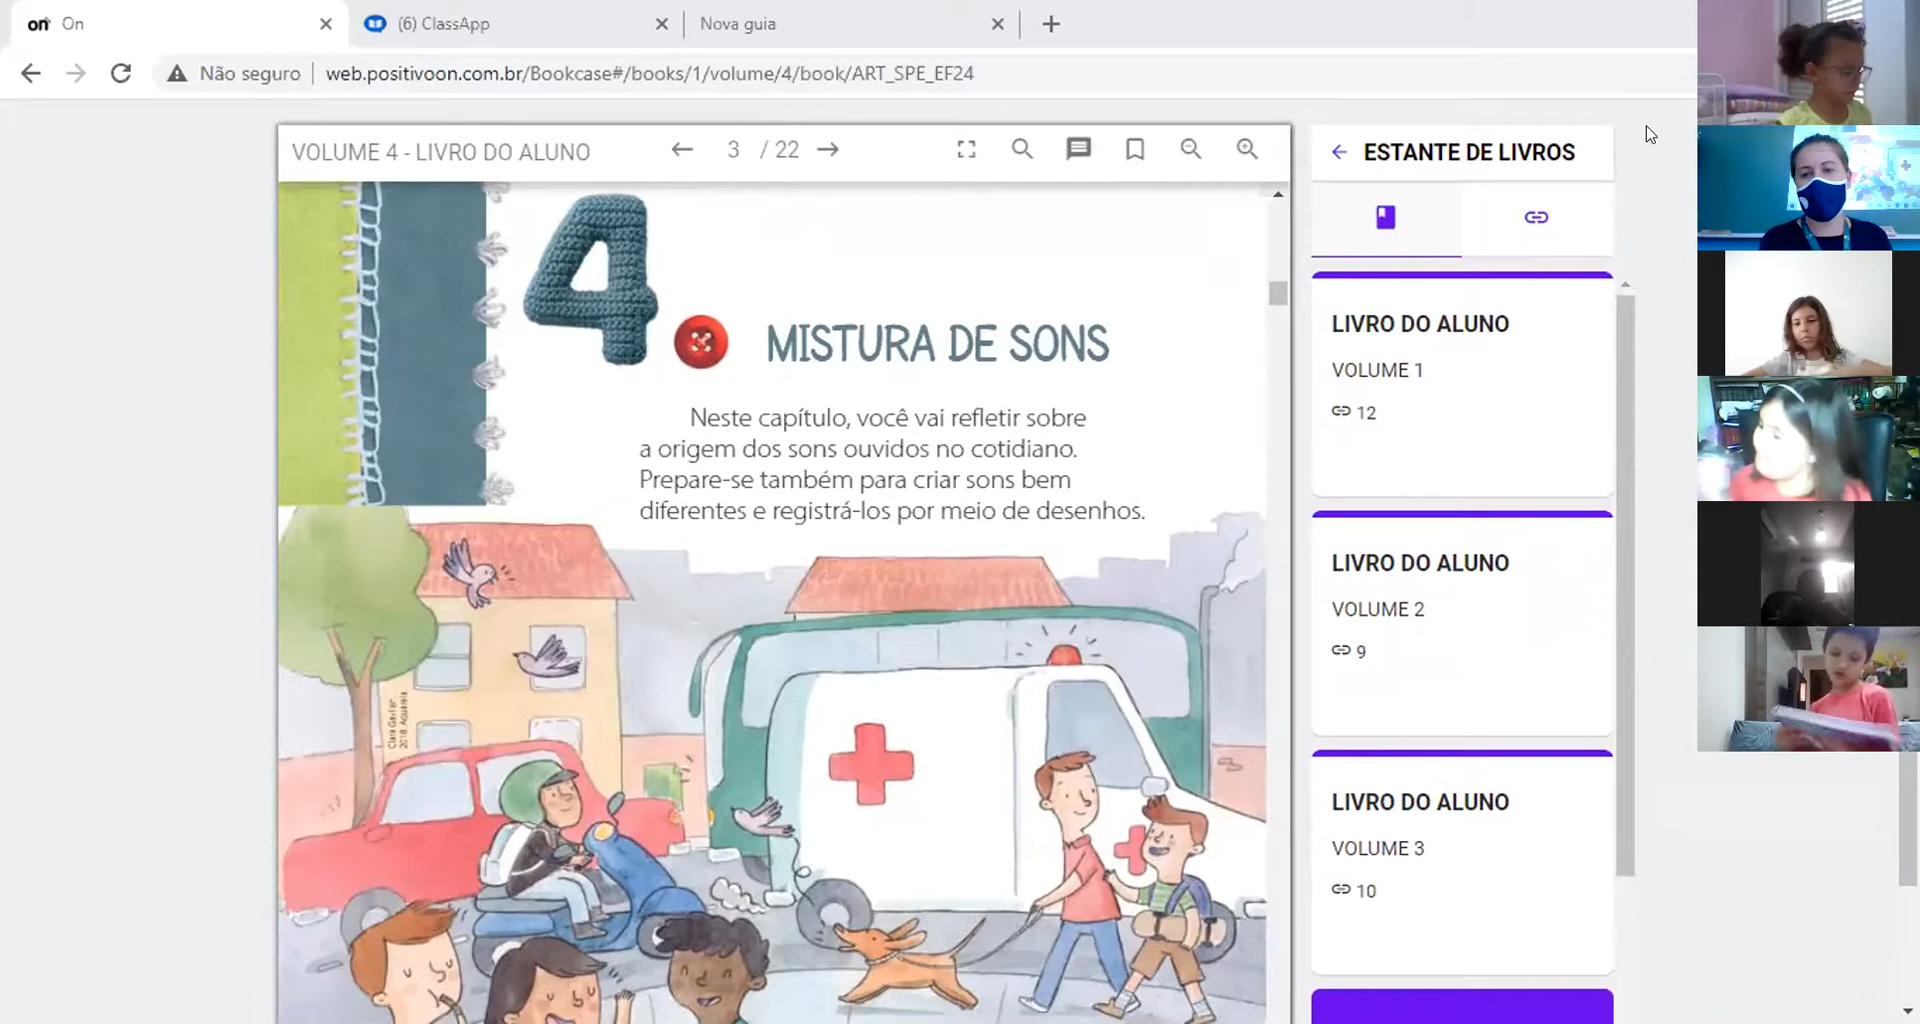 on On
(6) ClassApp
Nova guia
Não seguro
web.positivoon.com.br/Bookcase#/books/1/volume/4/book/ART_SPE_EF24
VOLUME 4 - LIVRO DO ALUNO
3 / 22
ESTANTE DE LIVROS
4
MISTURA DE SONS
Neste capítulo, você vai refletir sobre
a origem dos sons ouvidos no cotidiano.
Prepare-se também para criar sons bem
diferentes e registrá-los por meio de desenhos.
LIVRO DO ALUNO
VOLUME 1
12
LIVRO DO ALUNO
VOLUME 2
9
LIVRO DO ALUNO
VOLUME 3
10